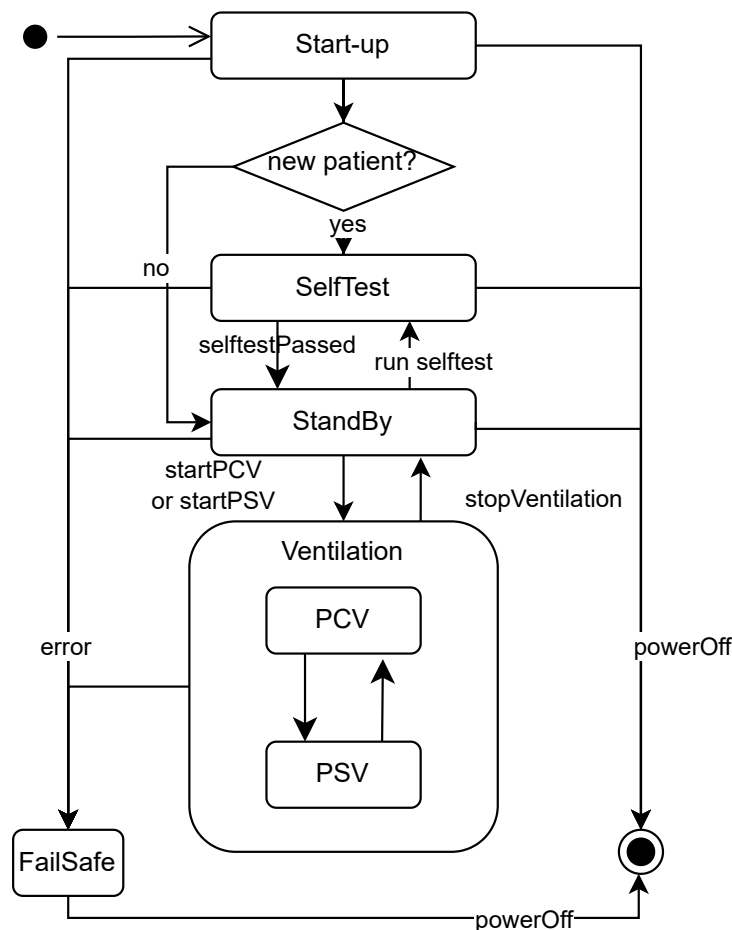 Start-up
new patient?
yes
no
SelfTest
selftestPassed
run selftest
StandBy
startPCV
or startPSV
stopVentilation
Ventilation
PCV
error
powerOff
PSV
FailSafe
powerOff